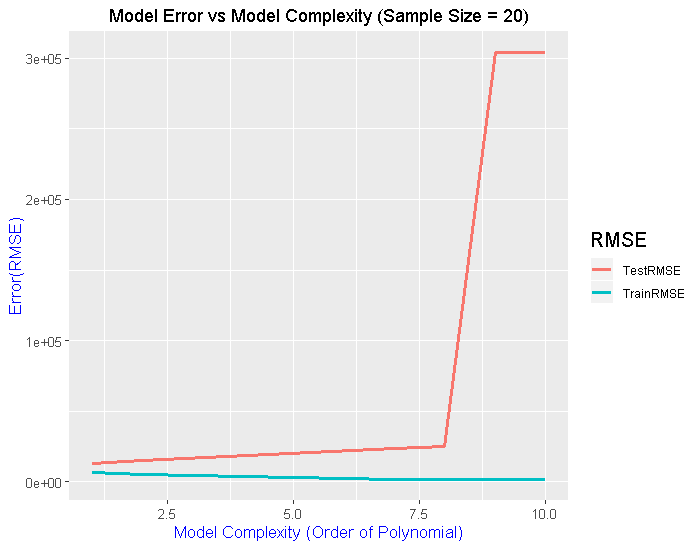 Model Error vs Model Complexity (Sample Size = 20)
3e+05
2e+05
1e+05
0e+00
Error(RMSE)
2.5 5.0 7.5 10.0
Model Complexity (Order of Polynomial)
RMSE
TestRMSE
TrainRMSE